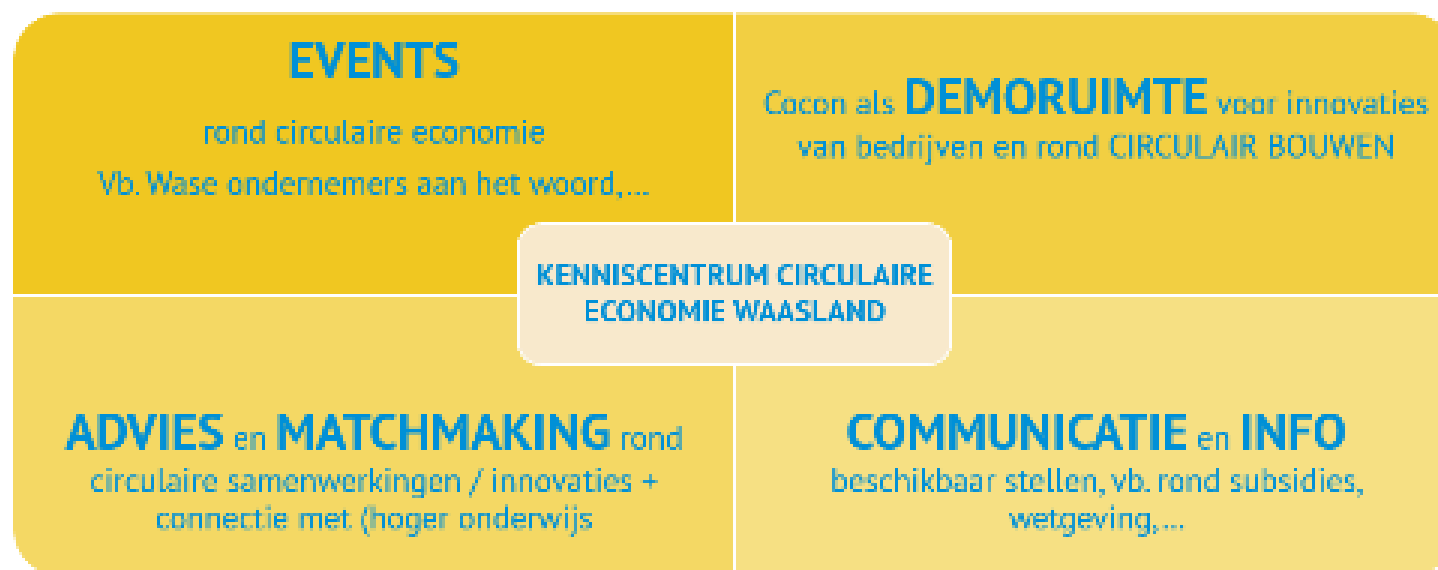 EVENTS
rond circulaire economie
Vb. Wase ondernemers aan het woord,...
Cocon als DEMORUIMTE voor innovaties
van bedrijven en rond CIRCULAIR BOUWEN
KENNISCENTRUM CIRCULAIRE
ECONOMIE WAASLAND
ADVIES en MATCHMAKING rond
circulaire samenwerkingen / innovaties +
connectie met (hoger onderwijs
COMMUNICATIE en INFO
beschikbaar stellen, vb. rond subsidies,
wetgeving,...